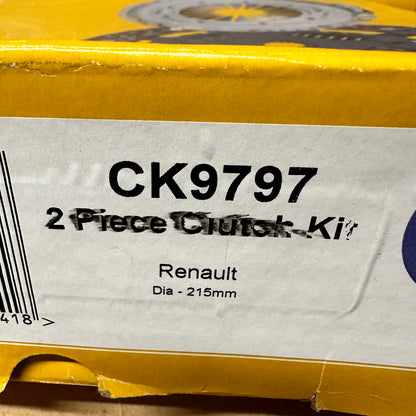 CK9797
2 Piece Clutch Kit
Renault
Dia - 215mm
418 >